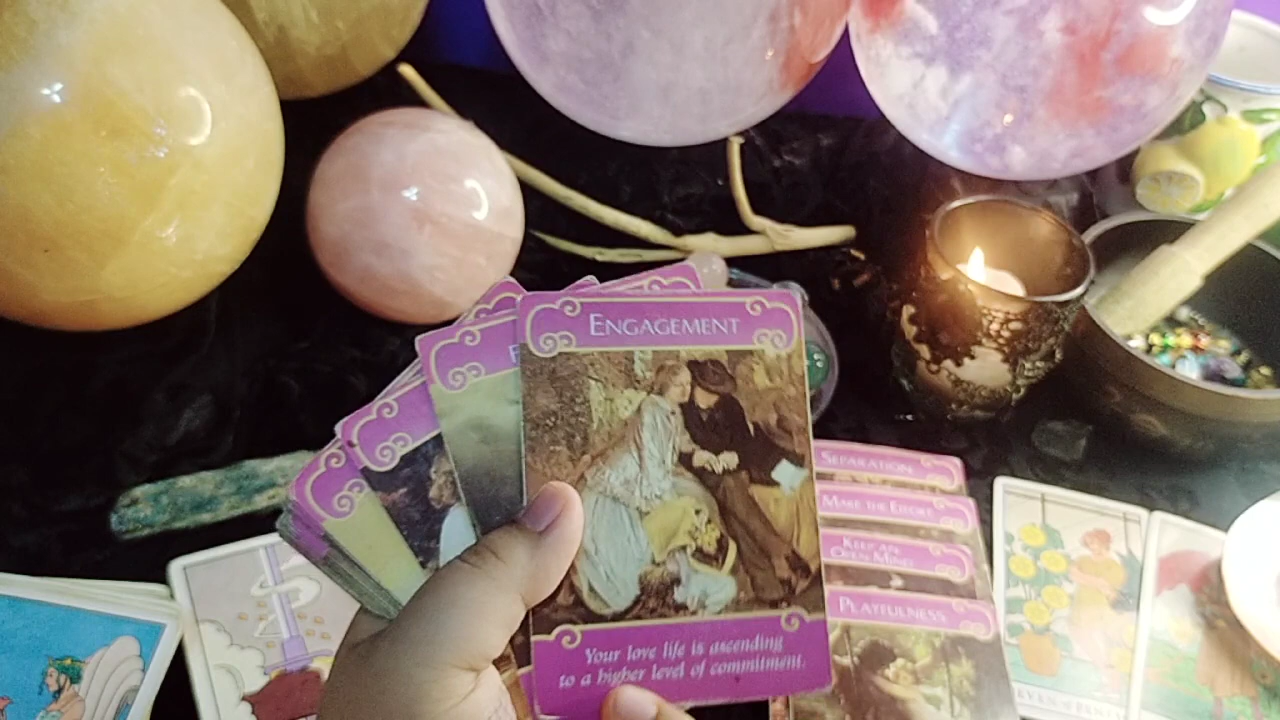 ENGAGEMENT
Your love life is ascending
to a higher level of commitment.
SEPARATION
MAKE THE EFFORT
KEEP AN
OPEN MIND
PLAYFULNESS